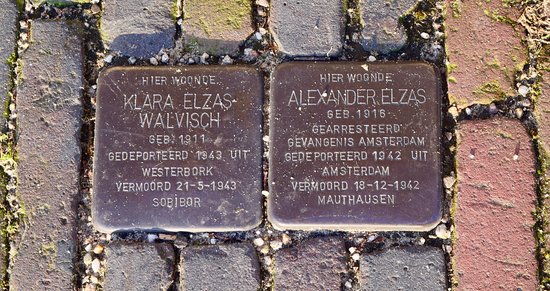 HIER WOONDE
KLARA ELZAS-
WALVISCH
GEB. 1911
GEDEPORTEERD 1943 UIT
WESTERBORK
VERMOORD 21-5-1943
SOBIBOR
HIER WOONDE
ALEXANDER ELZAS
GEB. 1916
GEARRESTEERD
GEVANGENIS AMSTERDAM
GEDEPORTEERD 1942 UIT
AMSTERDAM
VERMOORD 18-12-1942
MAUTHAUSEN